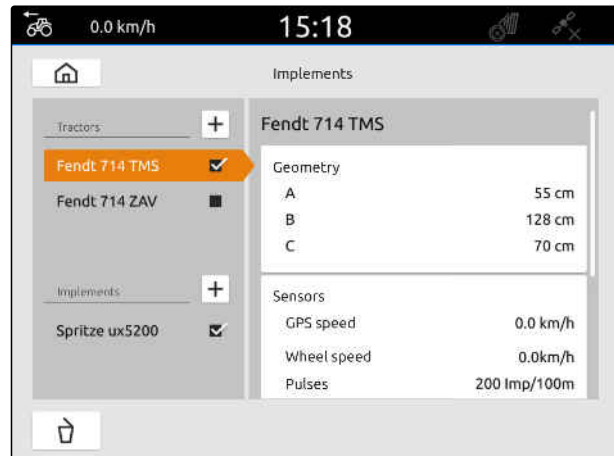 0.0 km/h 15:18
Implements
Tractors
Fendt 714 TMS
Fendt 714 ZAV
Implements
Spritze ux5200
Fendt 714 TMS
Geometry
A 55 cm
B 128 cm
C 70 cm
Sensors
GPS speed 0.0 km/h
Wheel speed 0.0km/h
Pulses 200 Imp/100m